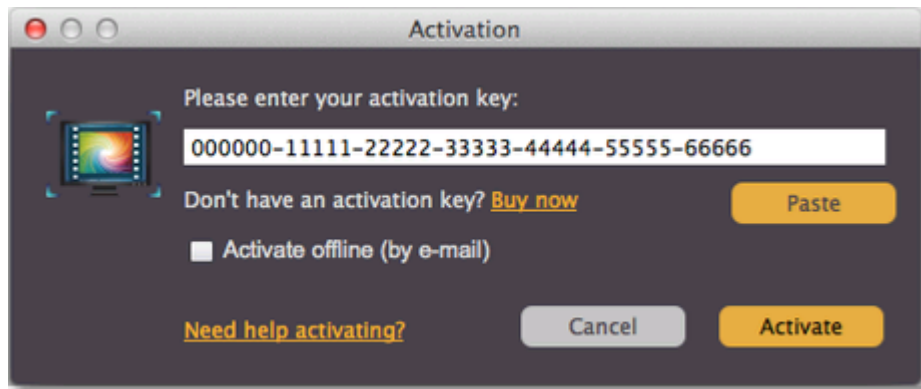 Activation
Please enter your activation key:
000000-11111-22222-33333-44444-55555-66666
Don't have an activation key? Buy now
Paste
Activate offline (by e-mail)
Need help activating?
Cancel
Activate